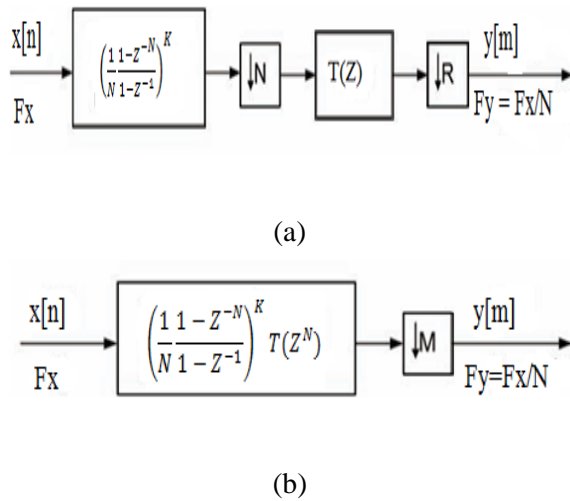 x[n] (1/N 1-Z^{-N}/1-Z^{-1})^K ↓N T(Z) ↓R y[m]
Fx Fy = Fx/N
(a)
x[n] (1/N 1-Z^{-N}/1-Z^{-1})^K T(Z^N) ↓M y[m]
Fx Fy=Fx/N
(b)